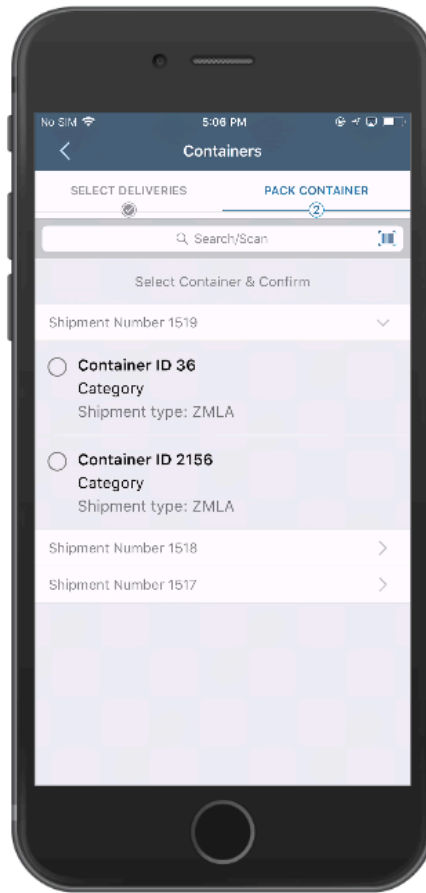 No SIM
5:06 PM
Containers
SELECT DELIVERIES
PACK CONTAINER
2
Search/Scan
Select Container & Confirm
Shipment Number 1519
Container ID 36
Category
Shipment type: ZMLA
Container ID 2156
Category
Shipment type: ZMLA
Shipment Number 1518
Shipment Number 1517